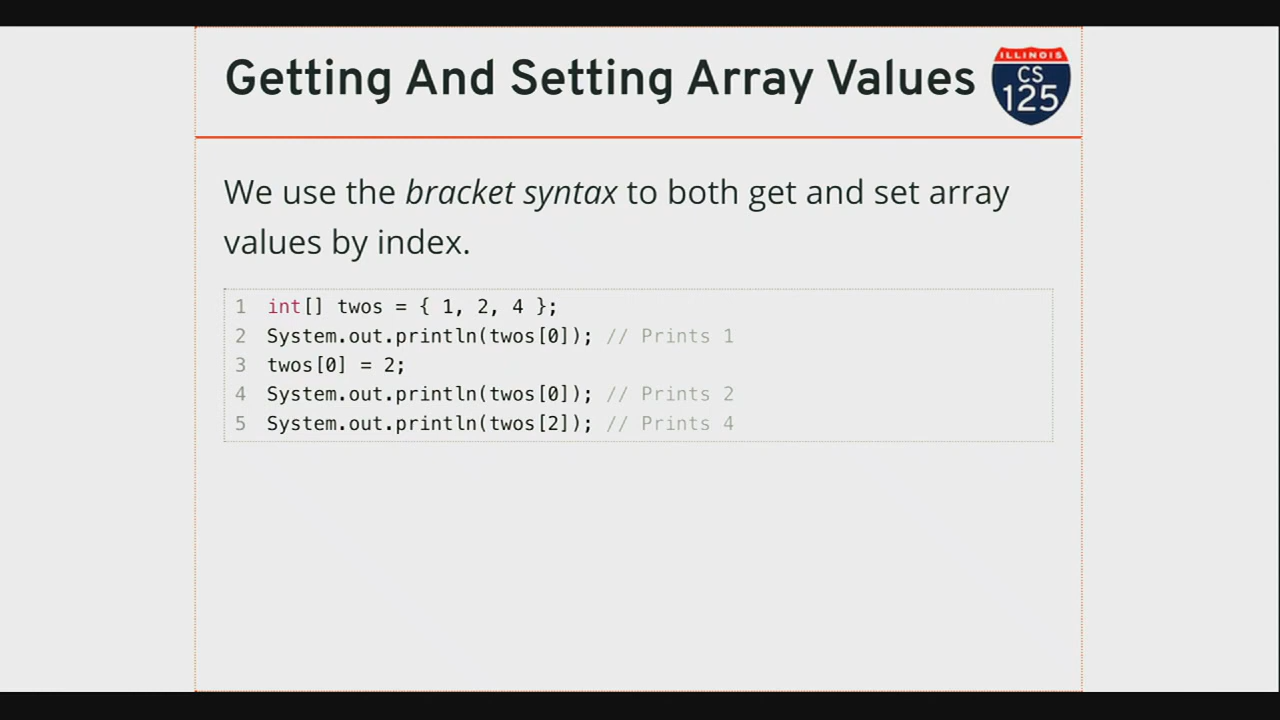 Getting And Setting Array Values
ILLINOIS
CS
125
We use the bracket syntax to both get and set array
values by index.
1 int[] twos = { 1, 2, 4 };
2 System.out.println(twos[0]); // Prints 1
3 twos[0] = 2;
4 System.out.println(twos[0]); // Prints 2
5 System.out.println(twos[2]); // Prints 4